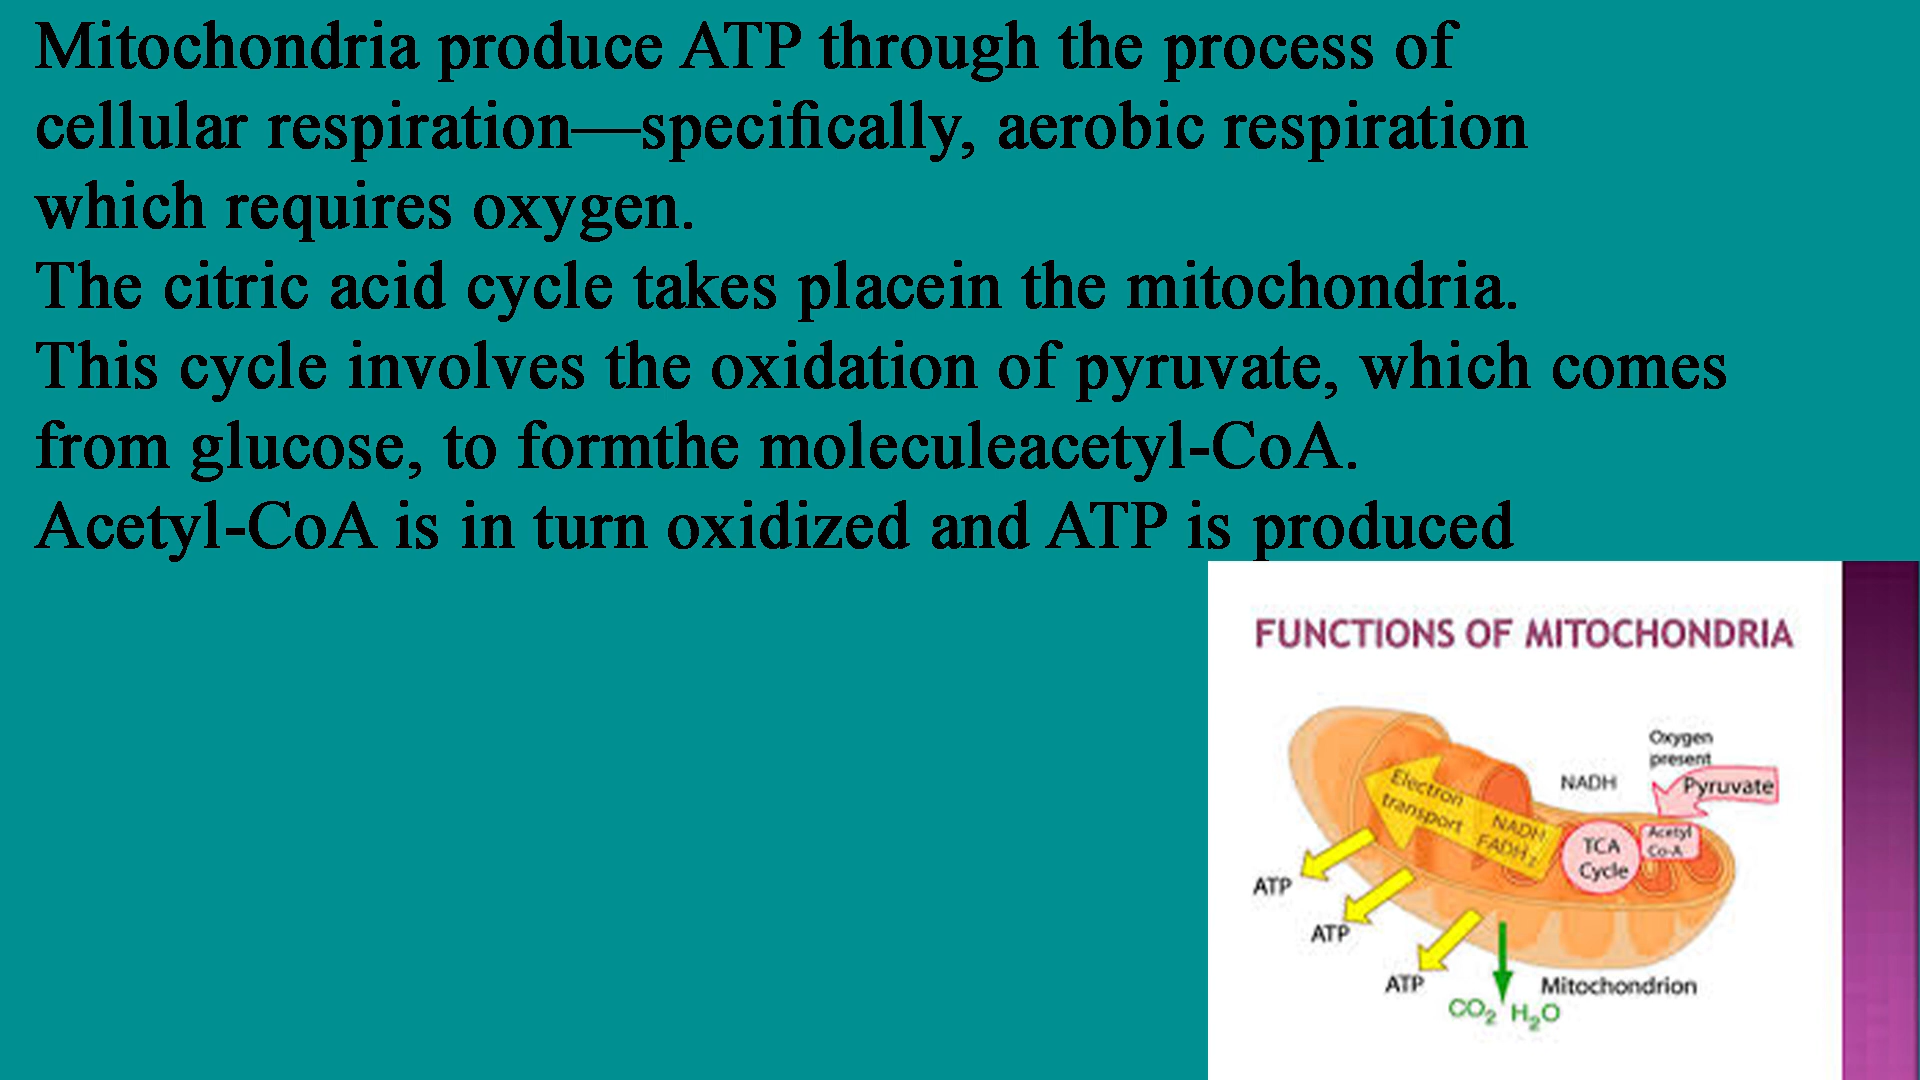 Mitochondria produce ATP through the process of
cellular respiration—specifically, aerobic respiration
which requires oxygen.
The citric acid cycle takes placein the mitochondria.
This cycle involves the oxidation of pyruvate, which comes
from glucose, to formthe moleculeacetyl-CoA.
Acetyl-CoA is in turn oxidized and ATP is produced
FUNCTIONS OF MITOCHONDRIA
Oxygen
present
Pyruvate
NADH
Electron
transport
NADH
FADH₂
TCA
Cycle
Acetyl
Co-A
ATP
ATP
ATP
Mitochondrion
CO₂ H₂O